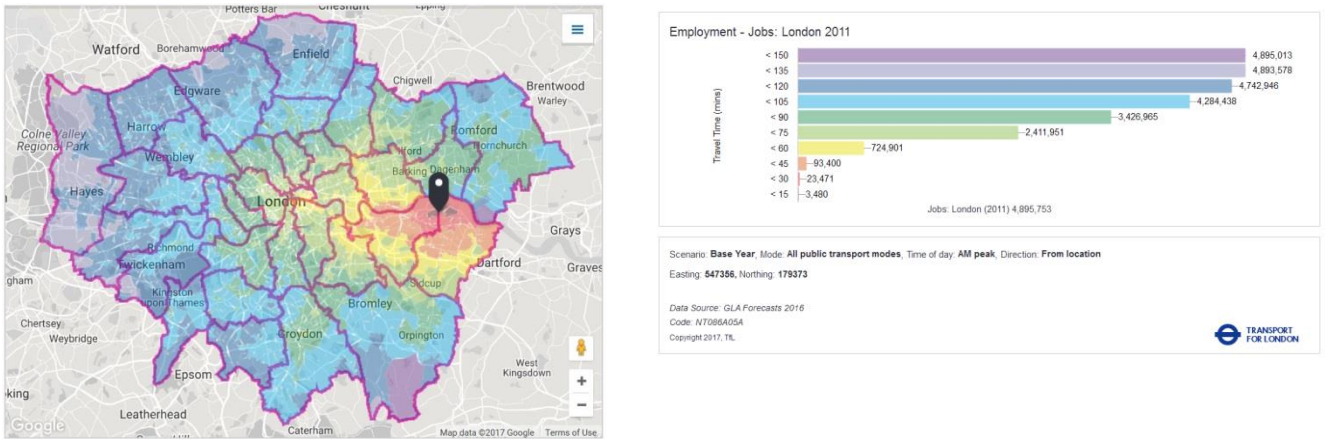 Potters Bar
Cheshunt
Epping
Watford
Borehamwood
Enfield
Chigwell
Brentwood
Warley
Edgware
Colne Valley
Regional Park
Harrow
Romford
Ilford
Hornchurch
Wembley
Barking
Dagenham
Hayes
London
Grays
Richmond
Dartford
Twickenham
Graves
gham
Sidcup
Kingston
upon Thames
Bromley
Chertsey
Croydon
Orpington
Weybridge
West
Kingsdown
Epsom
king
Leatherhead
Google
Caterham
Map data ©2017 Google
Terms of Use
Employment - Jobs: London 2011
Travel Time (mins)
< 150 4,895,013
< 135 4,893,578
< 120 4,742,946
< 105 4,284,438
< 90 3,426,965
< 75 2,411,951
< 60 724,901
< 45 93,400
< 30 23,471
< 15 3,480
Jobs: London (2011) 4,895,753
Scenario: Base Year, Mode: All public transport modes, Time of day: AM peak, Direction: From location
Easting: 547356, Northing: 179373
Data Source: GLA Forecasts 2016
Code: NT086A05A
Copyright 2017, TfL
TRANSPORT
FOR LONDON